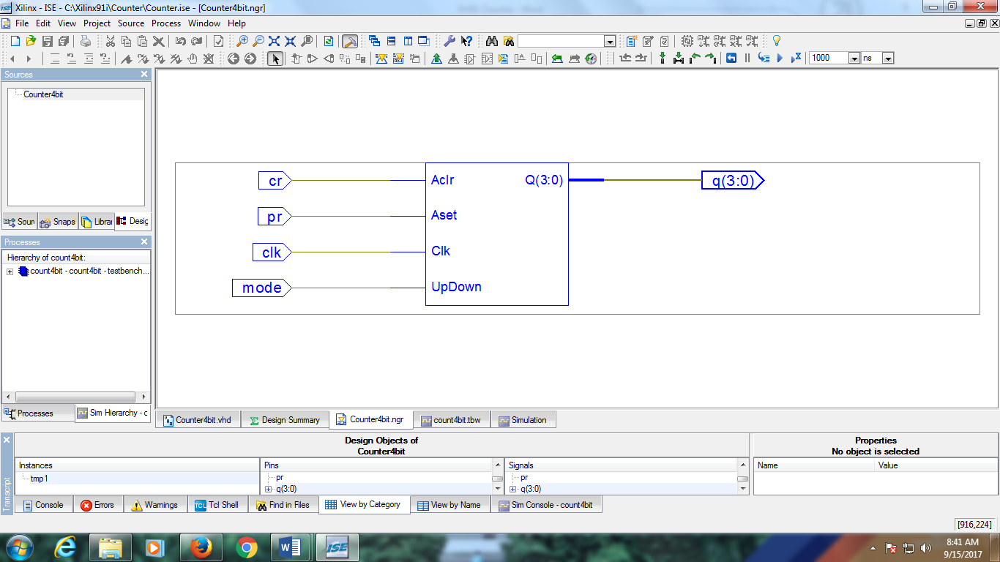 Xilinx - ISE - C:\Xilinx91i\Counter\Counter.ise - [Counter4bit.ngr]
File Edit View Project Source Process Window Help
1000 ns
Sources
Counter4bit
Sour Snaps Librai Desig
Processes
Hierarchy of count4bit:
count4bit - count4bit - testbench...
Processes Sim Hierarchy - c
cr Aclr Q(3:0) q(3:0)
pr Aset
clk Clk
mode UpDown
Counter4bit.vhd Design Summary Counter4bit.ngr count4bit.tbw Simulation
Transcript
Design Objects of
Counter4bit
Properties
No object is selected
Instances Pins Signals Name Value
tmp1 pr pr
q(3:0) q(3:0)
Console Errors Warnings Tcl Shell Find in Files View by Category View by Name Sim Console - count4bit
[916,224]
8:41 AM
9/15/2017